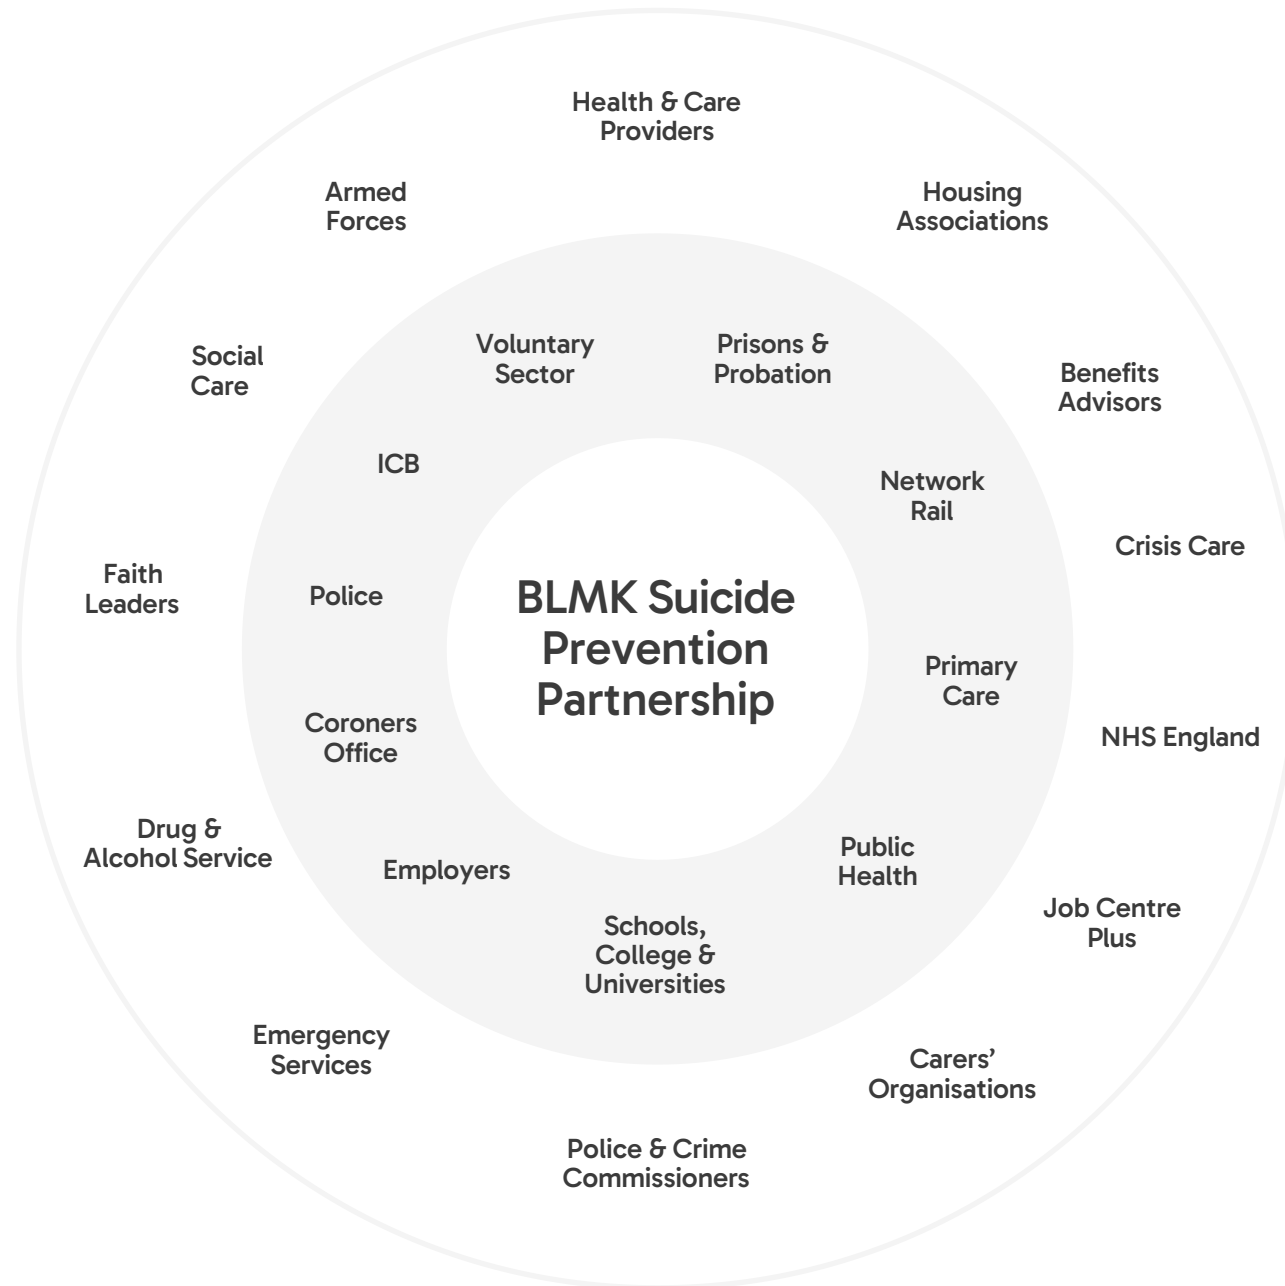 Health & Care
Providers
Armed
Forces
Housing
Associations
Voluntary
Sector
Prisons &
Probation
Social
Care
Benefits
Advisors
ICB
Network
Rail
Crisis Care
Faith
Leaders
Police
BLMK Suicide
Prevention
Partnership
Primary
Care
Coroners
Office
NHS England
Drug &
Alcohol Service
Employers
Public
Health
Schools,
College &
Universities
Job Centre
Plus
Emergency
Services
Carers’
Organisations
Police & Crime
Commissioners